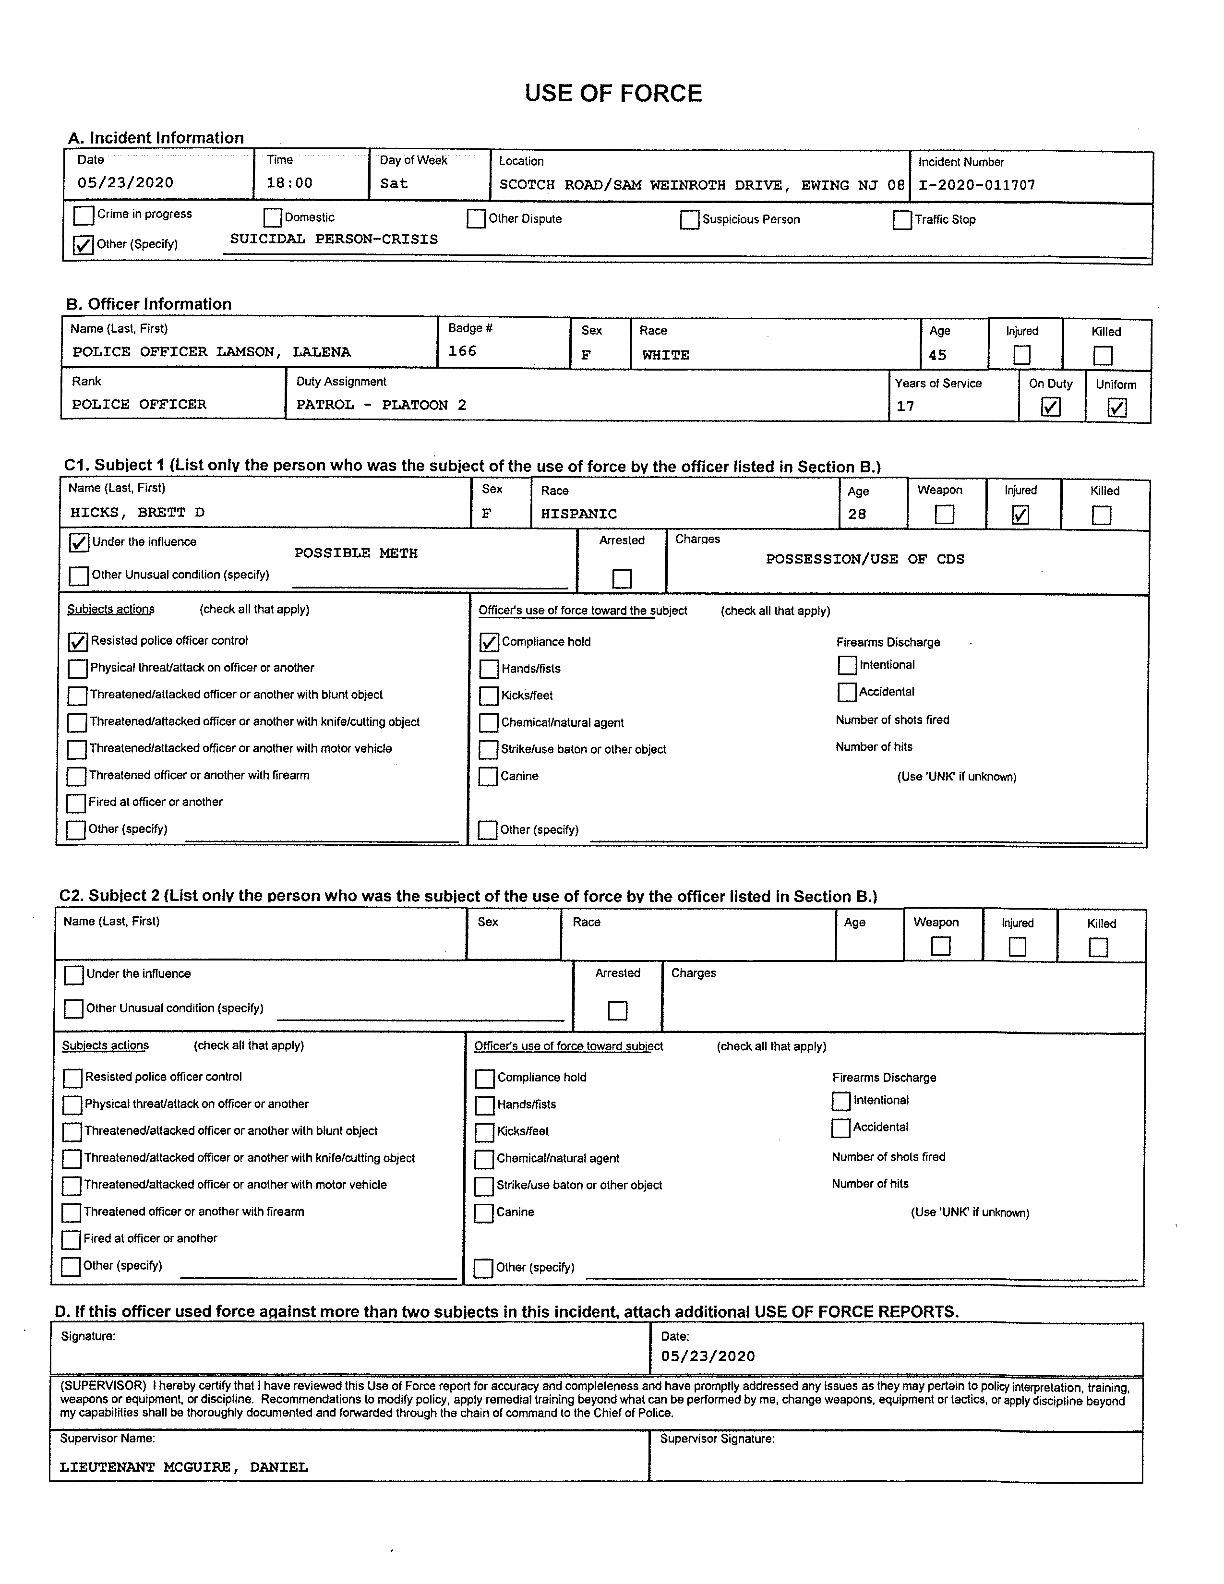 USE OF FORCE
A. Incident Information
Date Time Day of Week Location Incident Number
05/23/2020 18:00 Sat SCOTCH ROAD/SAM WEINROTH DRIVE, EWING NJ 08 I-2020-011707
Crime in progress Domestic Other Dispute Suspicious Person Traffic Stop
Other (Specify) SUICIDAL PERSON-CRISIS
B. Officer Information
Name (Last, First) Badge # Sex Race Age Injured Killed
POLICE OFFICER LAMSON, LALENA 166 F WHITE 45
Rank Duty Assignment Years of Service On Duty Uniform
POLICE OFFICER PATROL - PLATOON 2 17
C1. Subject 1 (List only the person who was the subject of the use of force by the officer listed in Section B.)
Name (Last, First) Sex Race Age Weapon Injured Killed
HICKS, BRETT D F HISPANIC 28
Under the influence Arrested Charges
POSSIBLE METH POSSESSION/USE OF CDS
Other Unusual condition (specify)
Subjects actions (check all that apply) Officer's use of force toward the subject (check all that apply)
Resisted police officer control Compliance hold Firearms Discharge
Physical threat/attack on officer or another Hands/fists Intentional
Threatened/attacked officer or another with blunt object Kicks/feet Accidental
Threatened/attacked officer or another with knife/cutting object Chemical/natural agent Number of shots fired
Threatened/attacked officer or another with motor vehicle Strike/use baton or other object Number of hits
Threatened officer or another with firearm Canine (Use 'UNK' if unknown)
Fired at officer or another
Other (specify) Other (specify)
C2. Subject 2 (List only the person who was the subject of the use of force by the officer listed in Section B.)
Name (Last, First) Sex Race Age Weapon Injured Killed
Under the influence Arrested Charges
Other Unusual condition (specify)
Subjects actions (check all that apply) Officer's use of force toward subject (check all that apply)
Resisted police officer control Compliance hold Firearms Discharge
Physical threat/attack on officer or another Hands/fists Intentional
Threatened/attacked officer or another with blunt object Kicks/feet Accidental
Threatened/attacked officer or another with knife/cutting object Chemical/natural agent Number of shots fired
Threatened/attacked officer or another with motor vehicle Strike/use baton or other object Number of hits
Threatened officer or another with firearm Canine (Use 'UNK' if unknown)
Fired at officer or another
Other (specify) Other (specify)
D. If this officer used force against more than two subjects in this incident, attach additional USE OF FORCE REPORTS.
Signature: Date:
05/23/2020
(SUPERVISOR) I hereby certify that I have reviewed this Use of Force report for accuracy and completeness and have promptly addressed any issues as they may pertain to policy interpretation, training,
weapons or equipment, or discipline. Recommendations to modify policy, apply remedial training beyond what can be performed by me, change weapons, equipment or tactics, or apply discipline beyond
my capabilities shall be thoroughly documented and forwarded through the chain of command to the Chief of Police.
Supervisor Name: Supervisor Signature:
LIEUTENANT MCGUIRE, DANIEL